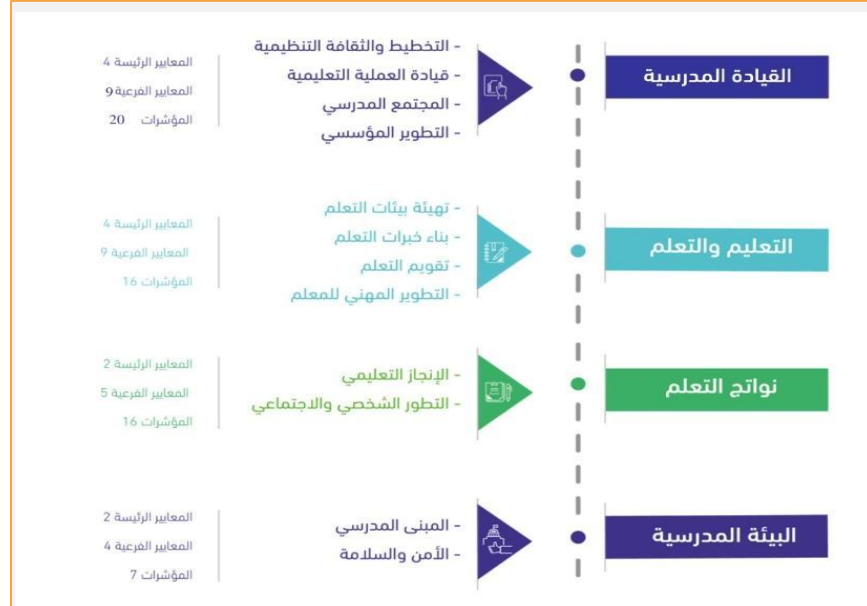 القيادة المدرسية
- التخطيط والثقافة التنظيمية
- قيادة العملية التعليمية
- المجتمع المدرسي
- التطوير المؤسسي
المعايير الرئيسة 4
المعايير الفرعية 9
المؤشرات 20
التعليم والتعلم
- تهيئة بيئات التعلم
- بناء خبرات التعلم
- تقويم التعلم
- التطوير المهني للمعلم
المعايير الرئيسة 4
المعايير الفرعية 9
المؤشرات 16
نواتج التعلم
- الإنجاز التعليمي
- التطور الشخصي والاجتماعي
المعايير الرئيسة 2
المعايير الفرعية 5
المؤشرات 16
البيئة المدرسية
- المبنى المدرسي
- الأمن والسلامة
المعايير الرئيسة 2
المعايير الفرعية 4
المؤشرات 7